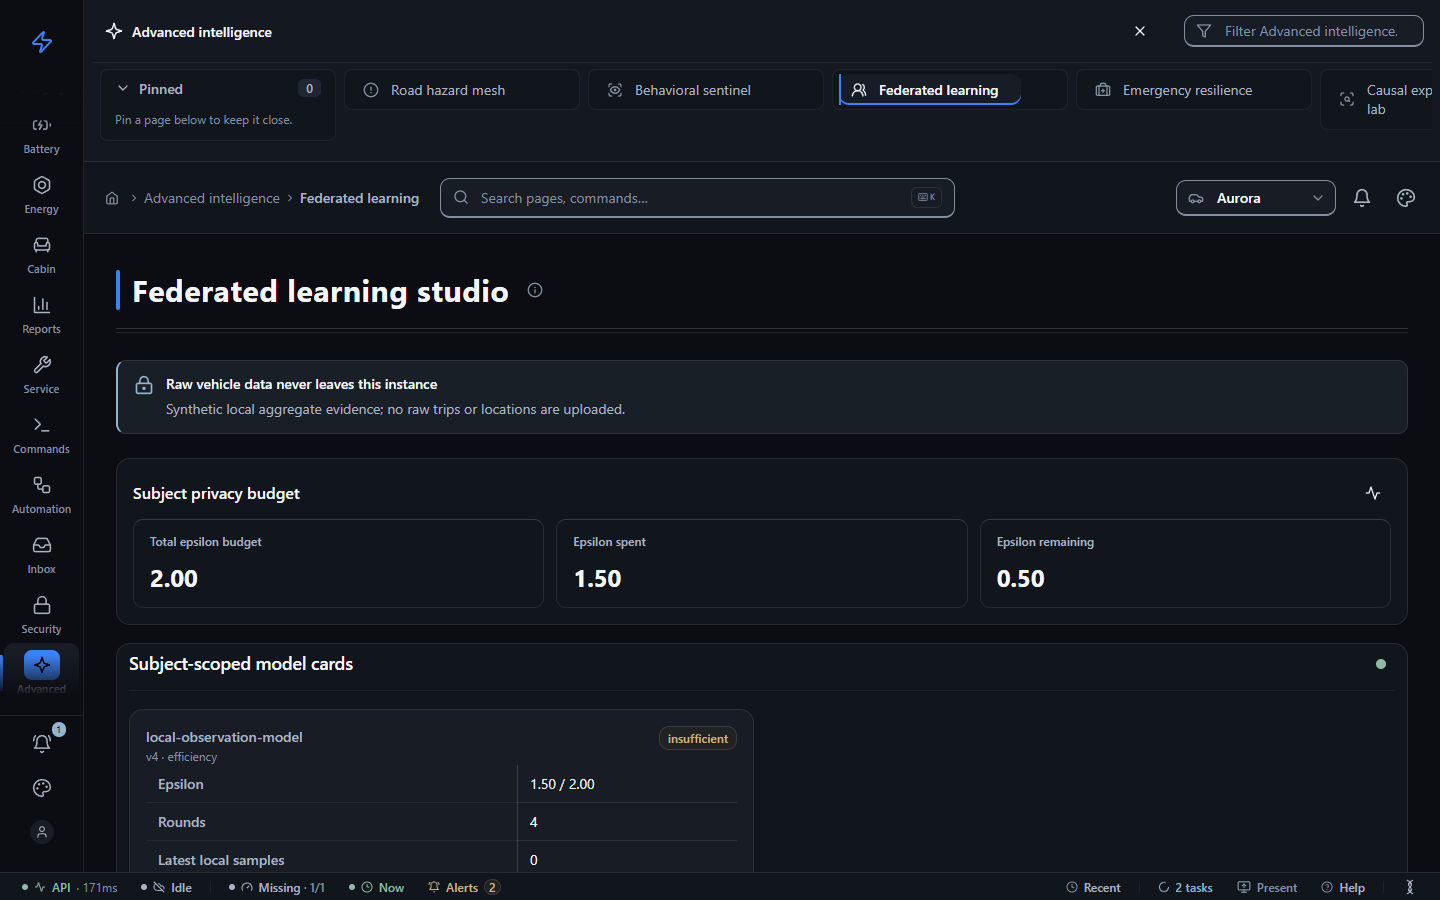 Advanced intelligence
Filter Advanced intelligence.
Pinned
0
Pin a page below to keep it close.
Road hazard mesh
Behavioral sentinel
Federated learning
Emergency resilience
Causal exp
lab
Battery
Energy
Cabin
Reports
Service
Commands
Automation
Inbox
Security
Advanced
1
Advanced intelligence
Federated learning
Search pages, commands...
K
Aurora
Federated learning studio
Raw vehicle data never leaves this instance
Synthetic local aggregate evidence; no raw trips or locations are uploaded.
Subject privacy budget
Total epsilon budget
2.00
Epsilon spent
1.50
Epsilon remaining
0.50
Subject-scoped model cards
local-observation-model
insufficient
v4 · efficiency
Epsilon
1.50 / 2.00
Rounds
4
Latest local samples
0
API · 171ms
Idle
Missing · 1/1
Now
Alerts 2
Recent
2 tasks
Present
Help